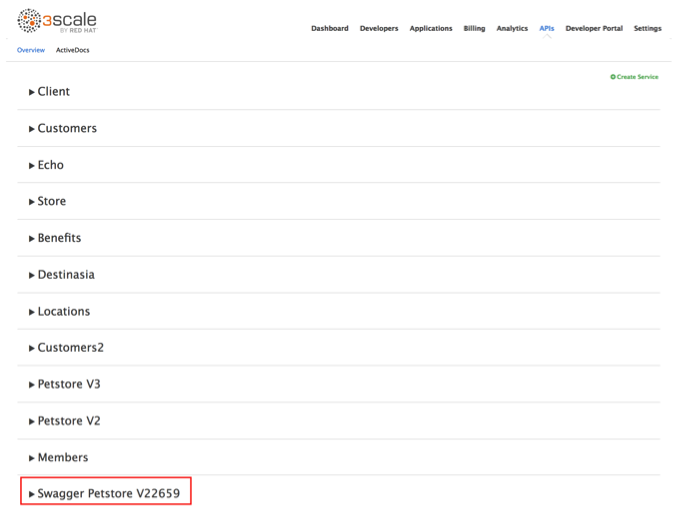 3scale
BY RED HAT
Dashboard Developers Applications Billing Analytics APIs Developer Portal Settings
Overview ActiveDocs
Create Service
Client
Customers
Echo
Store
Benefits
Destinasia
Locations
Customers2
Petstore V3
Petstore V2
Members
Swagger Petstore V22659